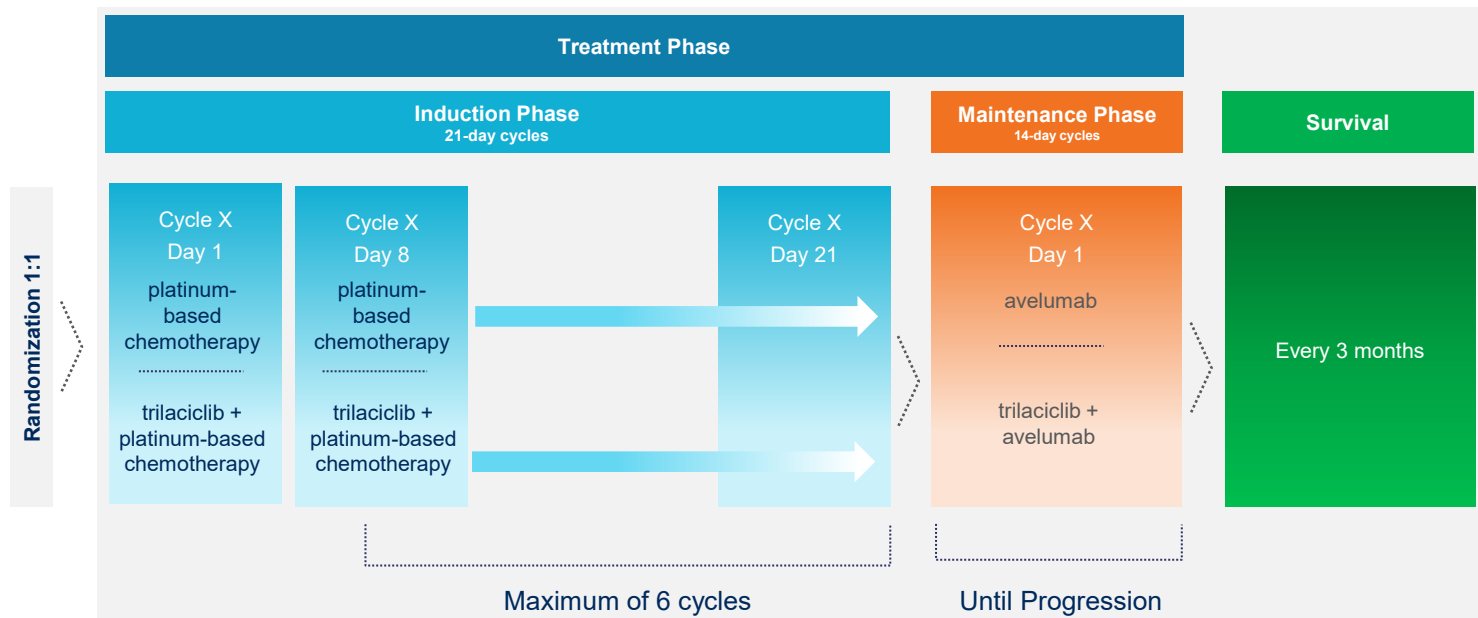 Treatment Phase
Induction Phase
21-day cycles
Maintenance Phase
14-day cycles
Survival
Randomization 1:1
Cycle X
Day 1
platinum-
based
chemotherapy
trilaciclib +
platinum-based
chemotherapy
Cycle X
Day 8
platinum-
based
chemotherapy
trilaciclib +
platinum-based
chemotherapy
Cycle X
Day 21
Cycle X
Day 1
avelumab
trilaciclib +
avelumab
Every 3 months
Maximum of 6 cycles
Until Progression